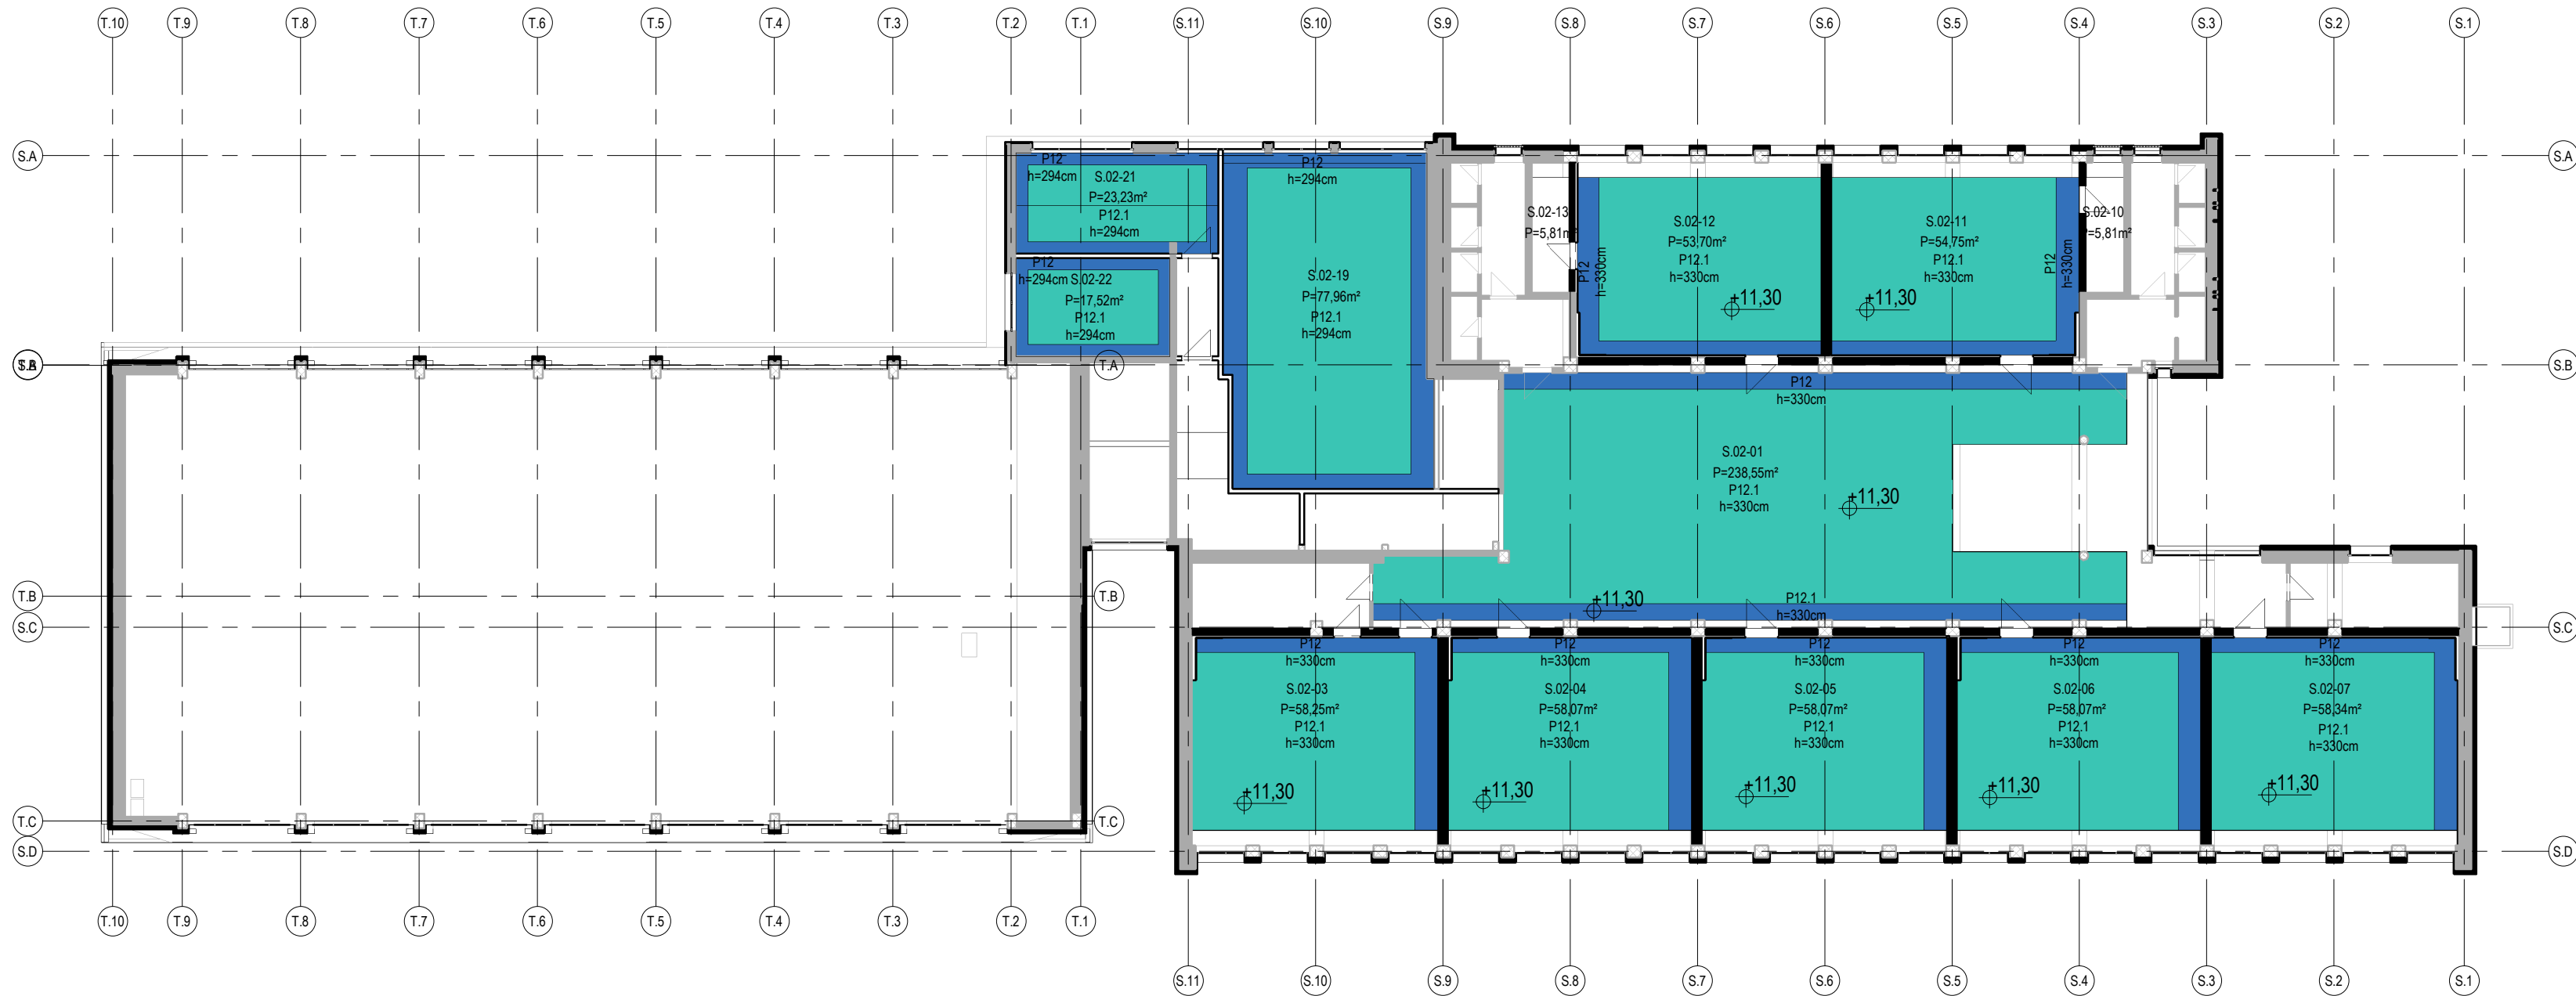 T.10 T.9 T.8 T.7 T.6 T.5 T.4 T.3 T.2 T.1 S.11 S.10 S.9 S.8 S.7 S.6 S.5 S.4 S.3 S.2 S.1
S.A
S.A
P12
h=294cm
S.02-21
P=23,23m²
P12.1
h=294cm
P12
h=294cm
S.02-22
P=17,52m²
P12.1
h=294cm
P12
h=294cm
S.02-19
P=77,96m²
P12.1
h=294cm
S.02-13
P=5,81m²
P12
h=330cm
S.02-12
P=53,70m²
P12.1
h=330cm
+11,30
S.02-11
P=54,75m²
P12.1
h=330cm
+11,30
P12
h=330cm
S.02-10
P=5,81m²
T.A
S.B
P12
h=330cm
S.02-01
P=238,55m²
P12.1
h=330cm
+11,30
T.B
T.B
+11,30
P12.1
h=330cm
S.C
S.C
P12
h=330cm
S.02-03
P=58,25m²
P12.1
h=330cm
+11,30
P12
h=330cm
S.02-04
P=58,07m²
P12.1
h=330cm
+11,30
P12
h=330cm
S.02-05
P=58,07m²
P12.1
h=330cm
+11,30
P12
h=330cm
S.02-06
P=58,07m²
P12.1
h=330cm
+11,30
P12
h=330cm
S.02-07
P=58,34m²
P12.1
h=330cm
+11,30
T.C
T.C
S.D
S.D
T.10 T.9 T.8 T.7 T.6 T.5 T.4 T.3 T.2 T.1
S.11 S.10 S.9 S.8 S.7 S.6 S.5 S.4 S.3 S.2 S.1